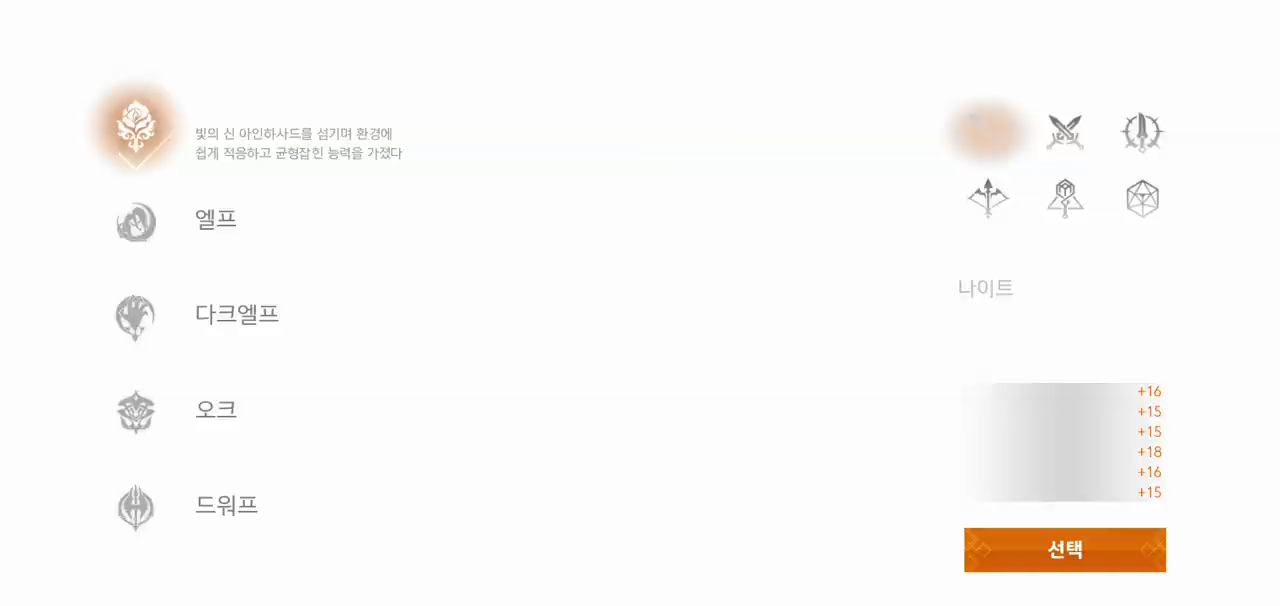 빛의 신 아인하사드를 섬기며 환경에
쉽게 적응하고 균형잡힌 능력을 가졌다
엘프
다크엘프
오크
드워프
나이트
+16
+15
+15
+18
+16
+15
선택